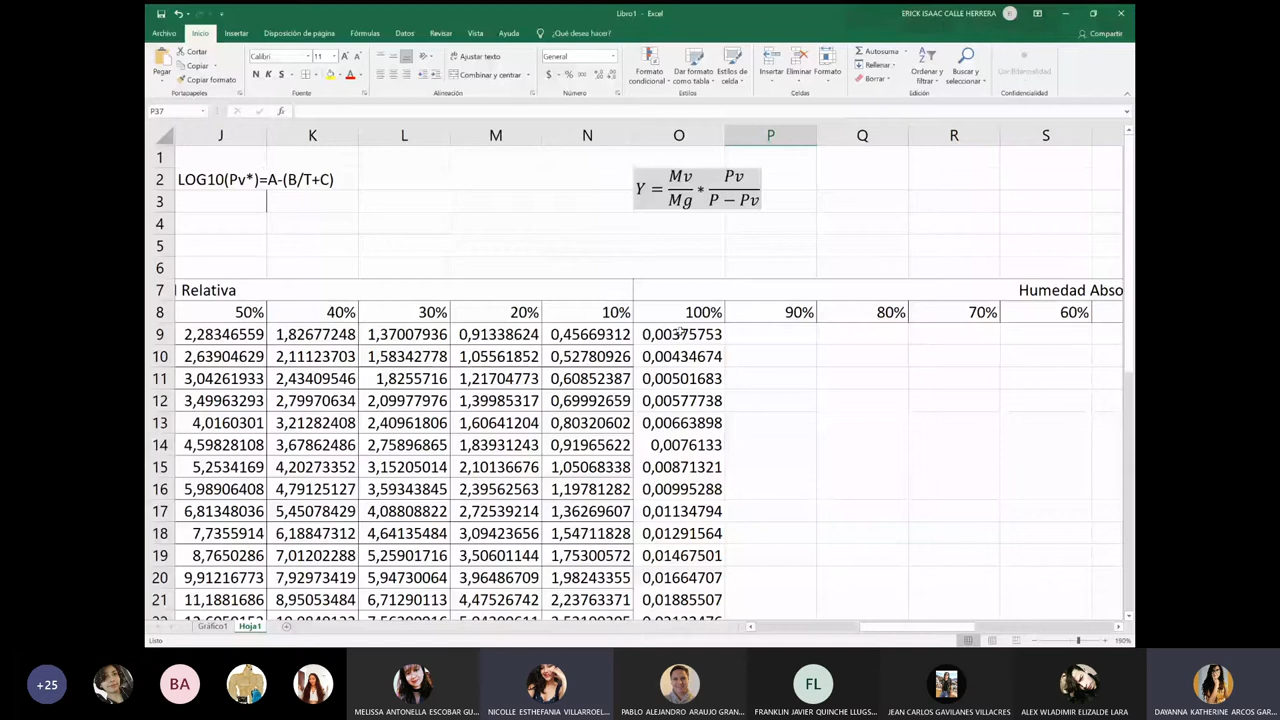 Libro1 - Excel
ERICK ISAAC CALLE HERRERA
Archivo Inicio Insertar Disposición de página Fórmulas Datos Revisar Vista Ayuda ¿Qué desea hacer? Compartir
Pegar
Cortar
Copiar
Copiar formato
Portapapeles
Calibri 11
N K S
Fuente
Ajustar texto
Combinar y centrar
Alineación
General
$ % 000
Número
Formato condicional
Dar formato como tabla
Estilos de celda
Estilos
Insertar Eliminar Formato
Celdas
Autosuma
Rellenar
Borrar
Ordenar y filtrar
Buscar y seleccionar
Edición
Confidencialidad
Confidencialidad
P37
J K L M N O P Q R S
1
2 LOG10(Pv*)=A-(B/T+C) Y = Mv/Mg * Pv/(P − Pv)
3
4
5
6
7 l Relativa Humedad Abso
8 50% 40% 30% 20% 10% 100% 90% 80% 70% 60%
9 2,28346559 1,82677248 1,37007936 0,91338624 0,45669312 0,00375753
10 2,63904629 2,11123703 1,58342778 1,05561852 0,52780926 0,00434674
11 3,04261933 2,43409546 1,8255716 1,21704773 0,60852387 0,00501683
12 3,49963293 2,79970634 2,09977976 1,39985317 0,69992659 0,00577738
13 4,0160301 3,21282408 2,40961806 1,60641204 0,80320602 0,00663898
14 4,59828108 3,67862486 2,75896865 1,83931243 0,91965622 0,0076133
15 5,2534169 4,20273352 3,15205014 2,10136676 1,05068338 0,00871321
16 5,98906408 4,79125127 3,59343845 2,39562563 1,19781282 0,00995288
17 6,81348036 5,45078429 4,08808822 2,72539214 1,36269607 0,01134794
18 7,7355914 6,18847312 4,64135484 3,09423656 1,54711828 0,01291564
19 8,7650286 7,01202288 5,25901716 3,50601144 1,75300572 0,01467501
20 9,91216773 7,92973419 5,94730064 3,96486709 1,98243355 0,01664707
21 11,1881686 8,95053484 6,71290113 4,47526742 2,23763371 0,01885507
Gráfico1 Hoja1
Listo
190%
+25
BA
FL
MELISSA ANTONELLA ESCOBAR GU...
NICOLLE ESTHEFANIA VILLARROEL...
PABLO ALEJANDRO ARAUJO GRAN...
FRANKLIN JAVIER QUINCHE LLUGS...
JEAN CARLOS GAVILANES VILLACRES
ALEX WLADIMIR ELIZALDE LARA
DAYANNA KATHERINE ARCOS GAR...